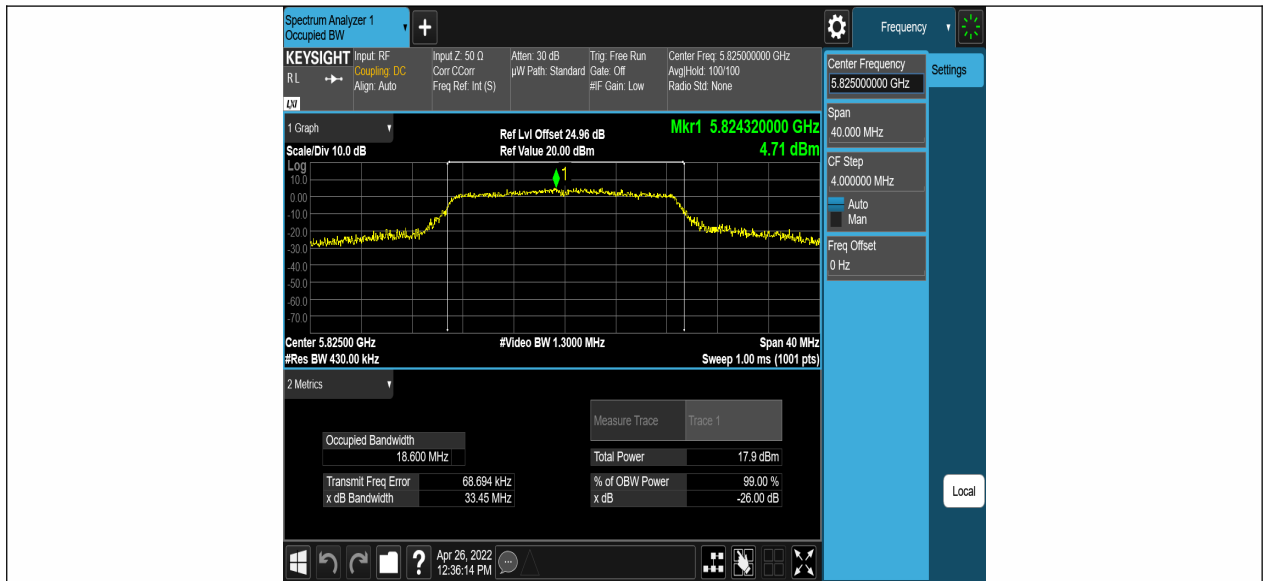 Spectrum Analyzer 1
Occupied BW
+
Frequency
KEYSIGHT
RL
LXI
Input: RF
Coupling: DC
Align: Auto
Input Z: 50 Ω
Corr CCorr
Freq Ref: Int (S)
Atten: 30 dB
µW Path: Standard
Trig: Free Run
Gate: Off
#IF Gain: Low
Center Freq: 5.825000000 GHz
Avg|Hold: 100/100
Radio Std: None
Center Frequency
5.825000000 GHz
Settings
Span
40.000 MHz
CF Step
4.000000 MHz
Auto
Man
Freq Offset
0 Hz
Local
1 Graph
Scale/Div 10.0 dB
Ref Lvl Offset 24.96 dB
Ref Value 20.00 dBm
Mkr1 5.824320000 GHz
4.71 dBm
Log
10.0
0.00
-10.0
-20.0
-30.0
-40.0
-50.0
-60.0
-70.0
1
Center 5.82500 GHz
#Video BW 1.3000 MHz
Span 40 MHz
#Res BW 430.00 kHz
Sweep 1.00 ms (1001 pts)
2 Metrics
Measure Trace Trace 1
Occupied Bandwidth
18.600 MHz
Total Power 17.9 dBm
Transmit Freq Error 68.694 kHz
% of OBW Power 99.00 %
x dB Bandwidth 33.45 MHz
x dB -26.00 dB
?
Apr 26, 2022
12:36:14 PM